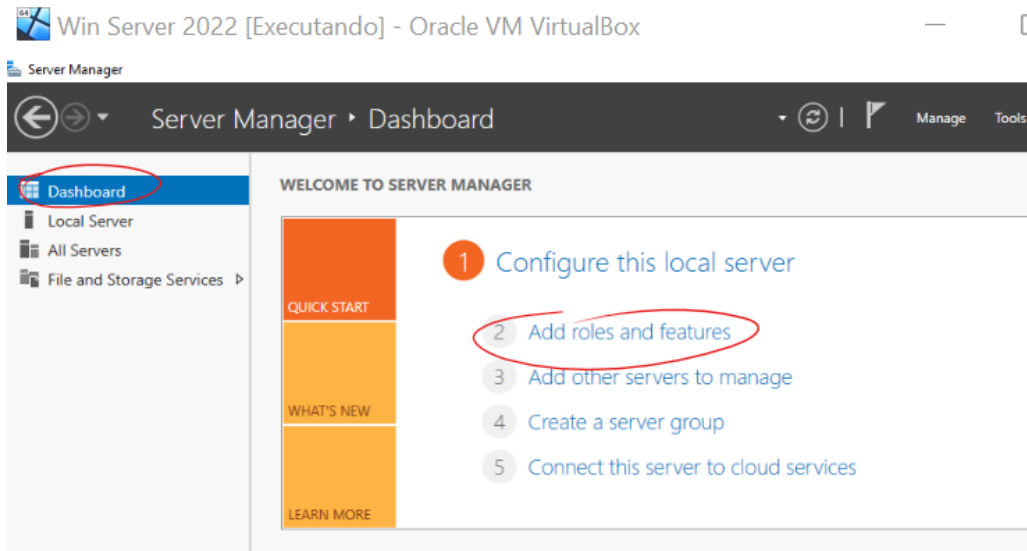 64
Win Server 2022 [Executando] - Oracle VM VirtualBox
Server Manager
Server Manager ‣ Dashboard
Manage
Tools
Dashboard
Local Server
All Servers
File and Storage Services
WELCOME TO SERVER MANAGER
QUICK START
WHAT'S NEW
LEARN MORE
1 Configure this local server
2 Add roles and features
3 Add other servers to manage
4 Create a server group
5 Connect this server to cloud services